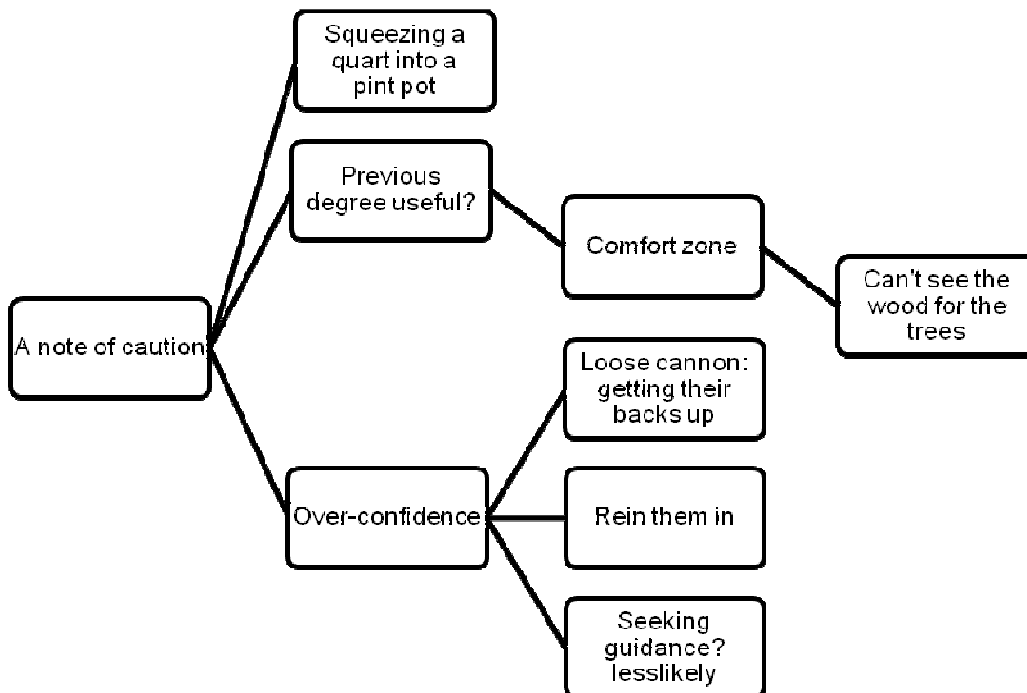 Squeezing a
quart into a
pint pot
Previous
degree useful?
Comfort zone
Can't see the
wood for the
trees
A note of caution
Loose cannon:
getting their
backs up
Over-confidence
Rein them in
Seeking
guidance?
lesslikely